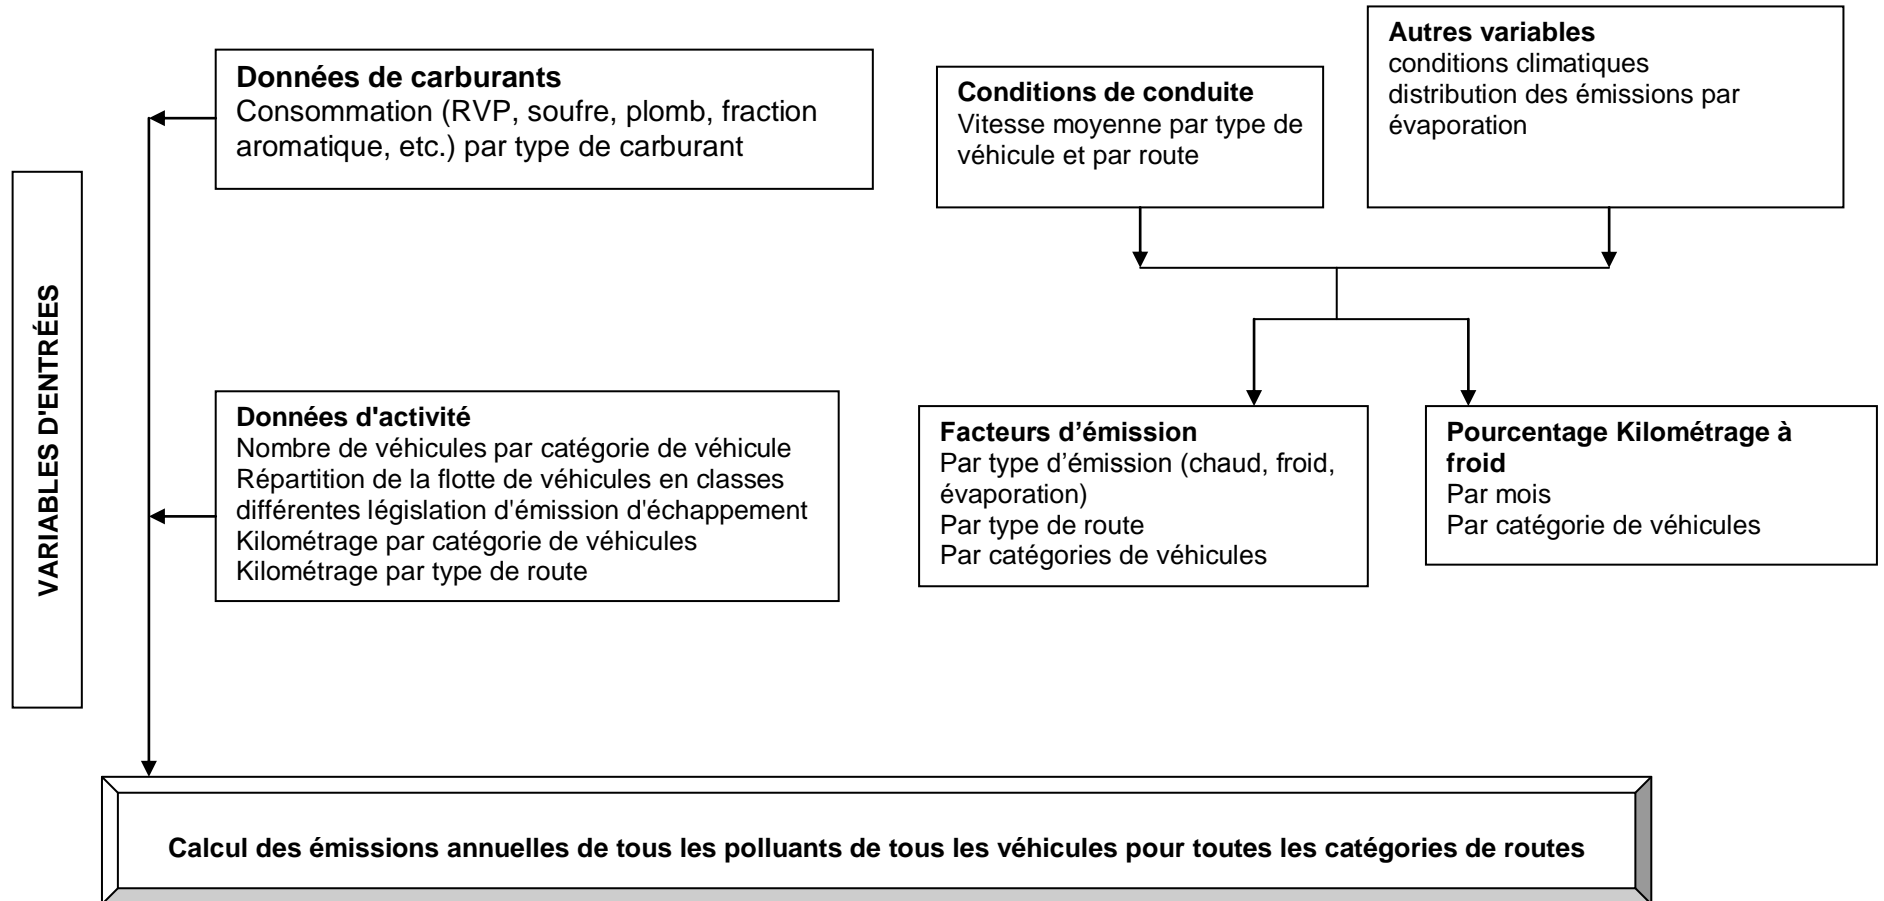 VARIABLES D'ENTRÉES
Données de carburants
Consommation (RVP, soufre, plomb, fraction
aromatique, etc.) par type de carburant
Conditions de conduite
Vitesse moyenne par type de
véhicule et par route
Autres variables
conditions climatiques
distribution des émissions par
évaporation
Données d'activité
Nombre de véhicules par catégorie de véhicule
Répartition de la flotte de véhicules en classes
différentes législation d'émission d'échappement
Kilométrage par catégorie de véhicules
Kilométrage par type de route
Facteurs d’émission
Par type d’émission (chaud, froid,
évaporation)
Par type de route
Par catégories de véhicules
Pourcentage Kilométrage à
froid
Par mois
Par catégorie de véhicules
Calcul des émissions annuelles de tous les polluants de tous les véhicules pour toutes les catégories de routes